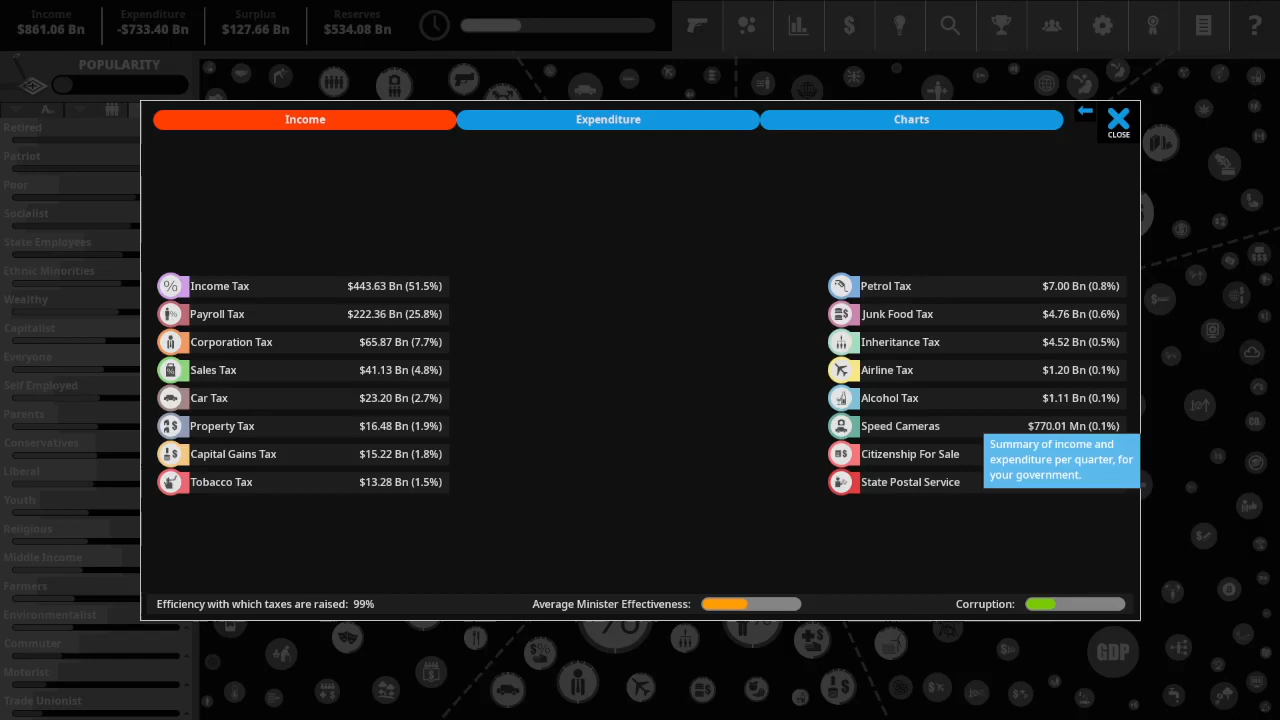 Income
Expenditure
Surplus
Reserves
$861.06 Bn
-$733.40 Bn
$127.66 Bn
$534.08 Bn
POPULARITY
Retired
Patriot
Poor
Socialist
State Employees
Ethnic Minorities
Wealthy
Capitalist
Everyone
Self Employed
Parents
Conservatives
Liberal
Youth
Religious
Middle Income
Farmers
Environmentalist
Commuter
Motorist
Trade Unionist
Income
Expenditure
Charts
CLOSE
Income Tax $443.63 Bn (51.5%)
Payroll Tax $222.36 Bn (25.8%)
Corporation Tax $65.87 Bn (7.7%)
Sales Tax $41.13 Bn (4.8%)
Car Tax $23.20 Bn (2.7%)
Property Tax $16.48 Bn (1.9%)
Capital Gains Tax $15.22 Bn (1.8%)
Tobacco Tax $13.28 Bn (1.5%)
Petrol Tax $7.00 Bn (0.8%)
Junk Food Tax $4.76 Bn (0.6%)
Inheritance Tax $4.52 Bn (0.5%)
Airline Tax $1.20 Bn (0.1%)
Alcohol Tax $1.11 Bn (0.1%)
Speed Cameras $770.01 Mn (0.1%)
Citizenship For Sale
State Postal Service
Summary of income and
expenditure per quarter, for
your government.
Efficiency with which taxes are raised: 99%
Average Minister Effectiveness:
Corruption:
GDP